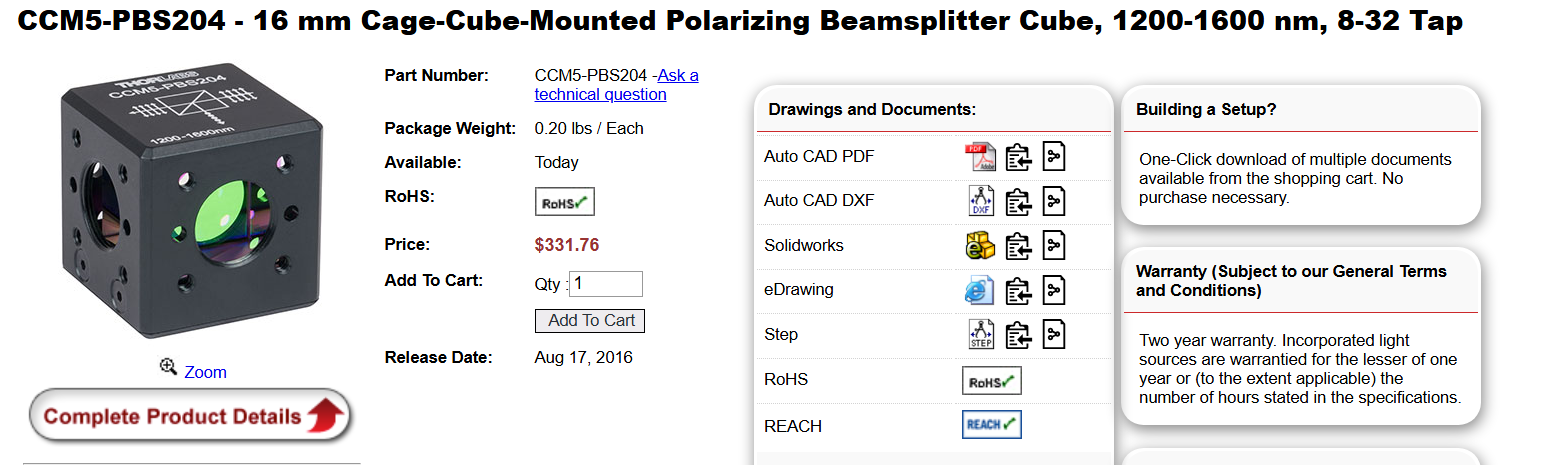 CCM5-PBS204 - 16 mm Cage-Cube-Mounted Polarizing Beamsplitter Cube, 1200-1600 nm, 8-32 Tap
THORLABS
CCM5-PBS204
1200-1600nm
Zoom
Complete Product Details
Part Number: CCM5-PBS204 -Ask a
technical question
Package Weight: 0.20 lbs / Each
Available: Today
RoHS: RoHS
Price: $331.76
Add To Cart: Qty : 1
Add To Cart
Release Date: Aug 17, 2016
Drawings and Documents:
Auto CAD PDF PDF Adobe
Auto CAD DXF DXF
Solidworks
eDrawing
Step STEP
RoHS RoHS
REACH REACH
Building a Setup?
One-Click download of multiple documents
available from the shopping cart. No
purchase necessary.
Warranty (Subject to our General Terms
and Conditions)
Two year warranty. Incorporated light
sources are warrantied for the lesser of one
year or (to the extent applicable) the
number of hours stated in the specifications.